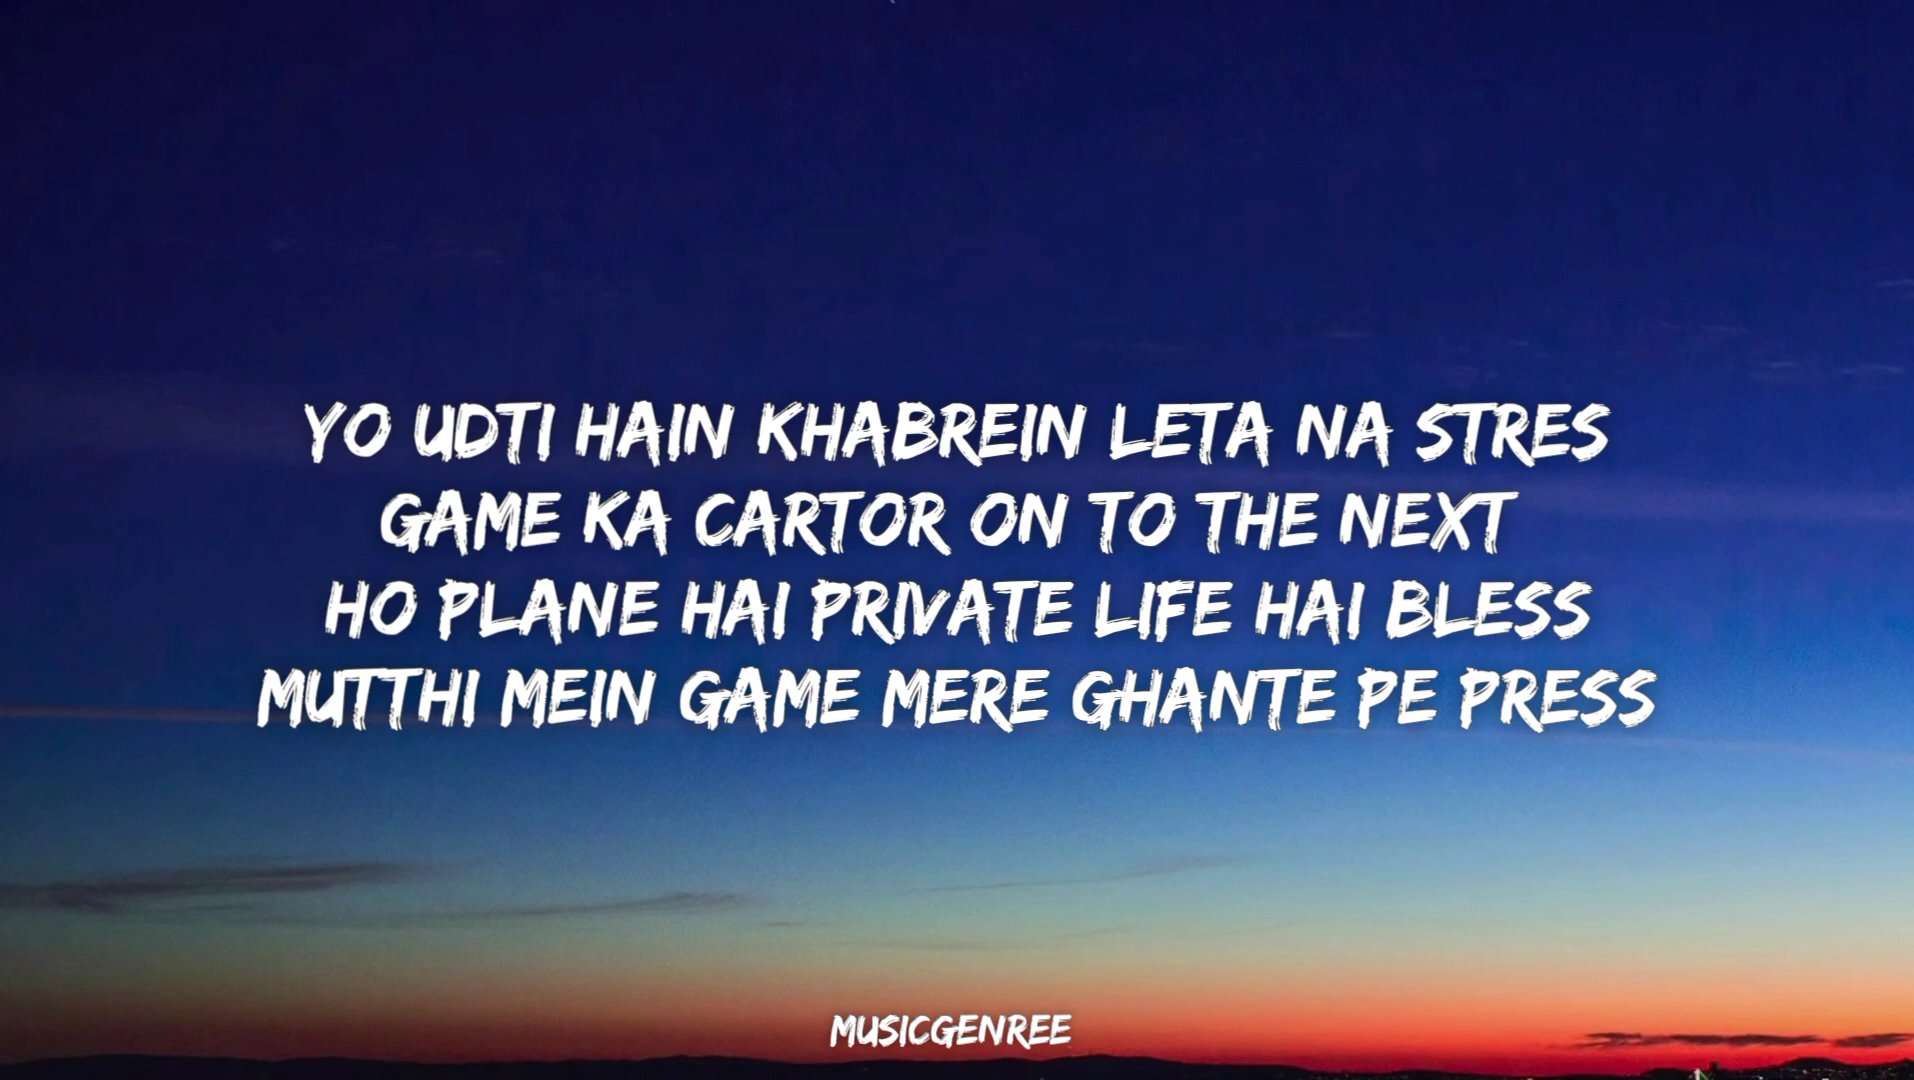 YO UDTI HAIN KHABREIN LETA NA STRES
GAME KA CARTOR ON TO THE NEXT
HO PLANE HAI PRIVATE LIFE HAI BLESS
MUTTHI MEIN GAME MERE GHANTE PE PRESS
MUSICGENREE